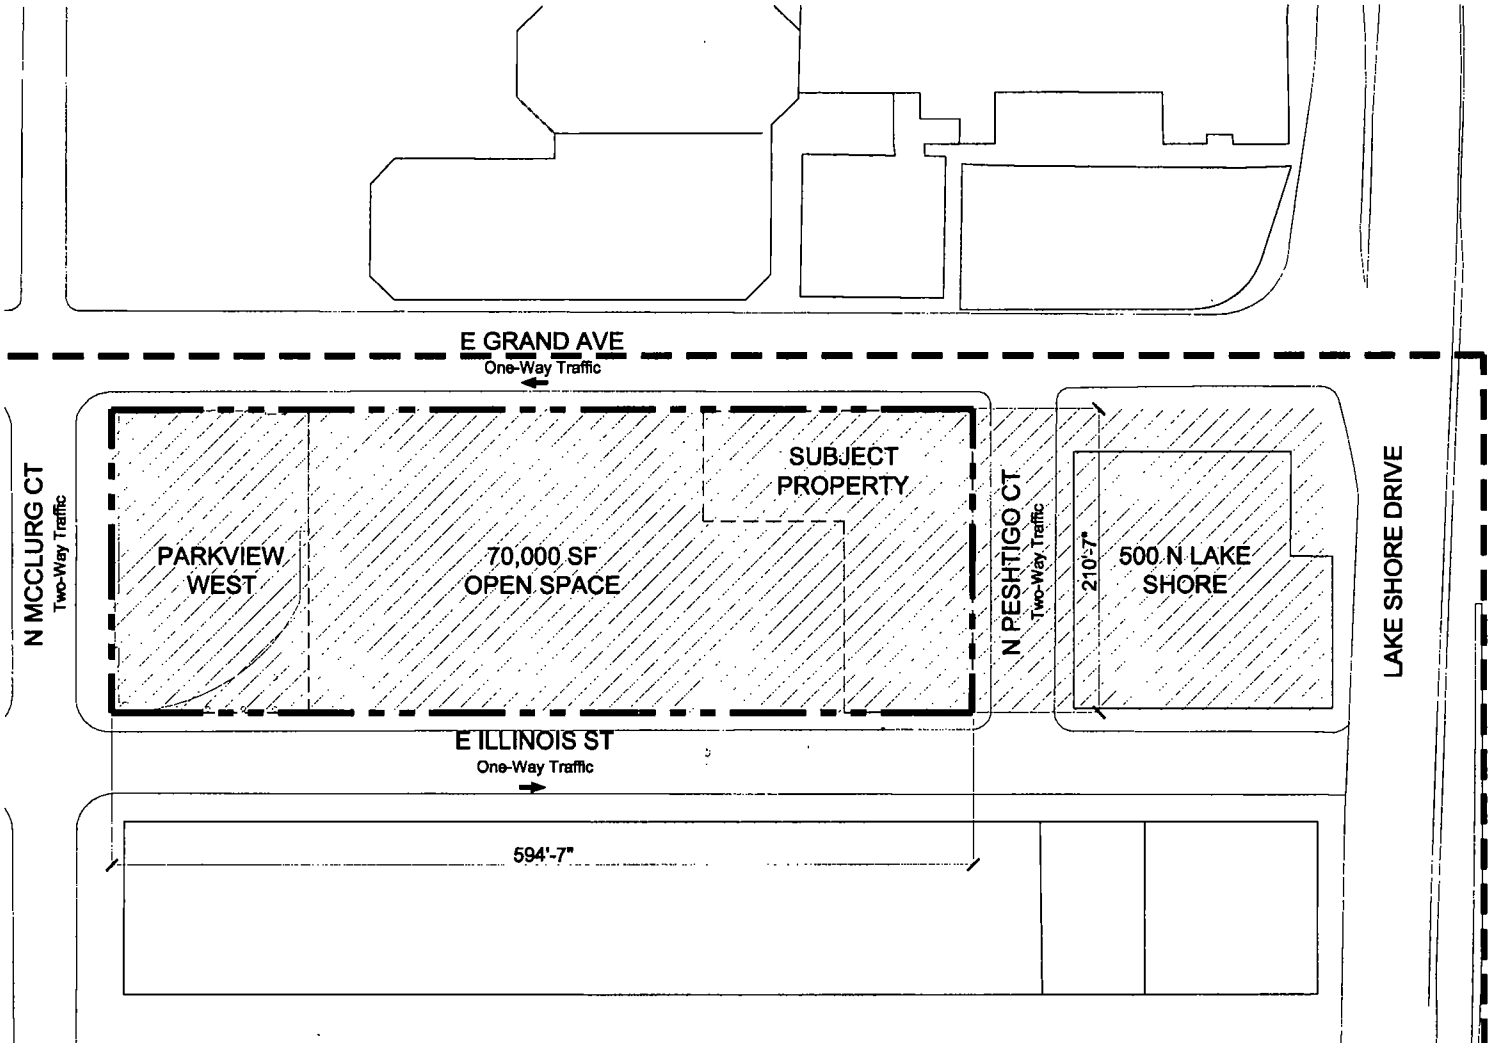 E GRAND AVE
One-Way Traffic
SUBJECT
PROPERTY
N MCCLURG CT
Two-Way Traffic
PARKVIEW
WEST
70,000 SF
OPEN SPACE
N PESHTIGO CT
Two-Way Traffic
210'-7"
500 N LAKE
SHORE
LAKE SHORE DRIVE
E ILLINOIS ST
One-Way Traffic
594'-7"